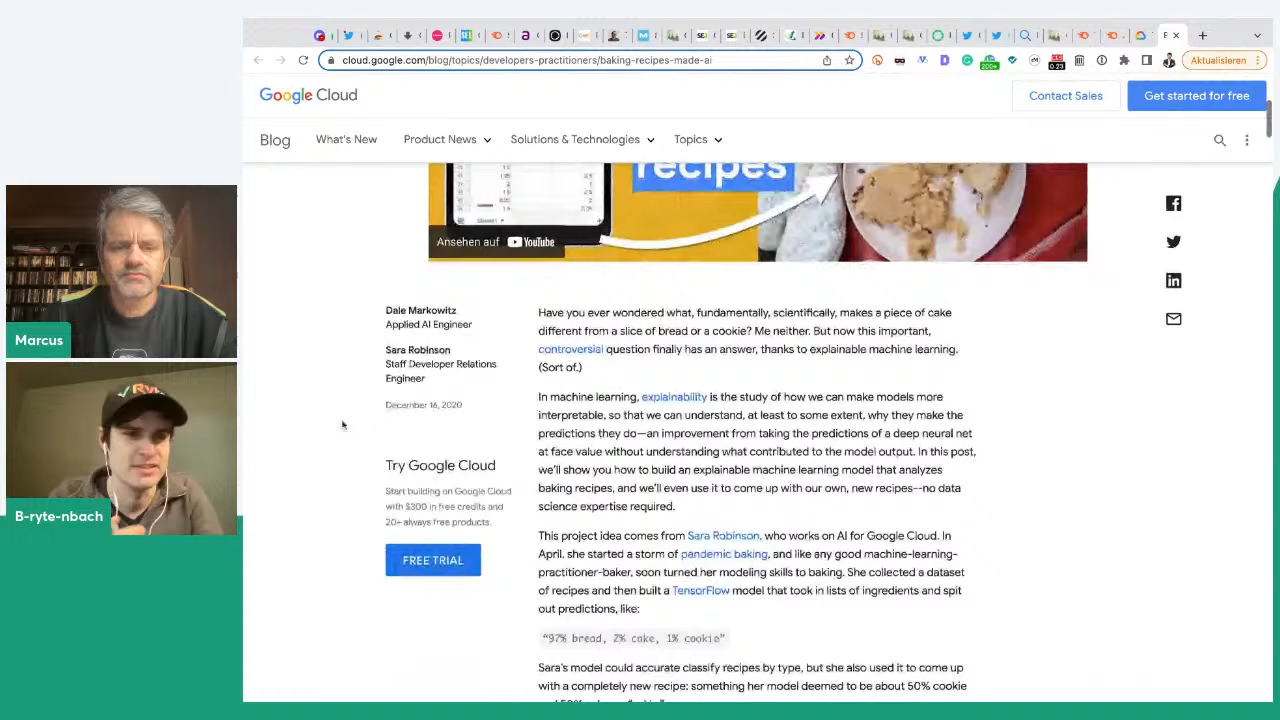 cloud.google.com/blog/topics/developers-practitioners/baking-recipes-made-ai
200+
0.23
Aktualisieren
Google Cloud
Contact Sales
Get started for free
Blog
What's New
Product News
Solutions & Technologies
Topics
recipes
Ansehen auf YouTube
Dale Markowitz
Applied AI Engineer
Sara Robinson
Staff Developer Relations
Engineer
December 16, 2020
Try Google Cloud
Start building on Google Cloud
with $300 in free credits and
20+ always free products.
FREE TRIAL
Have you ever wondered what, fundamentally, scientifically, makes a piece of cake
different from a slice of bread or a cookie? Me neither. But now this important,
controversial question finally has an answer, thanks to explainable machine learning.
(Sort of.)
In machine learning, explainability is the study of how we can make models more
interpretable, so that we can understand, at least to some extent, why they make the
predictions they do—an improvement from taking the predictions of a deep neural net
at face value without understanding what contributed to the model output. In this post,
we'll show you how to build an explainable machine learning model that analyzes
baking recipes, and we'll even use it to come up with our own, new recipes--no data
science expertise required.
This project idea comes from Sara Robinson, who works on AI for Google Cloud. In
April, she started a storm of pandemic baking, and like any good machine-learning-
practitioner-baker, soon turned her modeling skills to baking. She collected a dataset
of recipes and then built a TensorFlow model that took in lists of ingredients and spit
out predictions, like:
"97% bread, 2% cake, 1% cookie"
Sara's model could accurate classify recipes by type, but she also used it to come up
with a completely new recipe: something her model deemed to be about 50% cookie
Marcus
Ryte
B-ryte-nbach